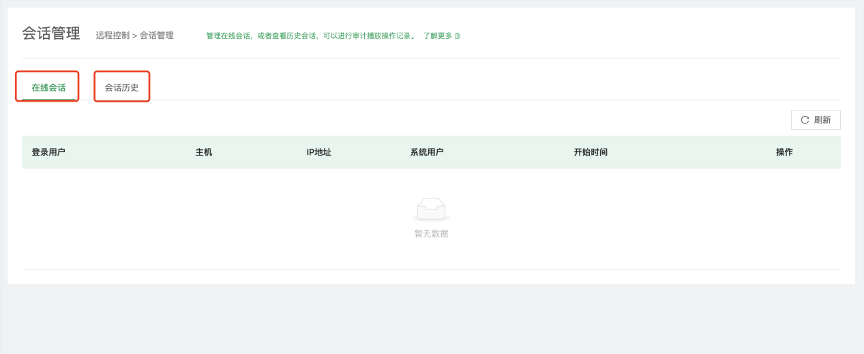 会话管理 远程控制 > 会话管理 管理在线会话，或者查看历史会话，可以进行审计播放操作记录。 了解更多
在线会话 会话历史
刷新
登录用户 主机 IP地址 系统用户 开始时间 操作
暂无数据